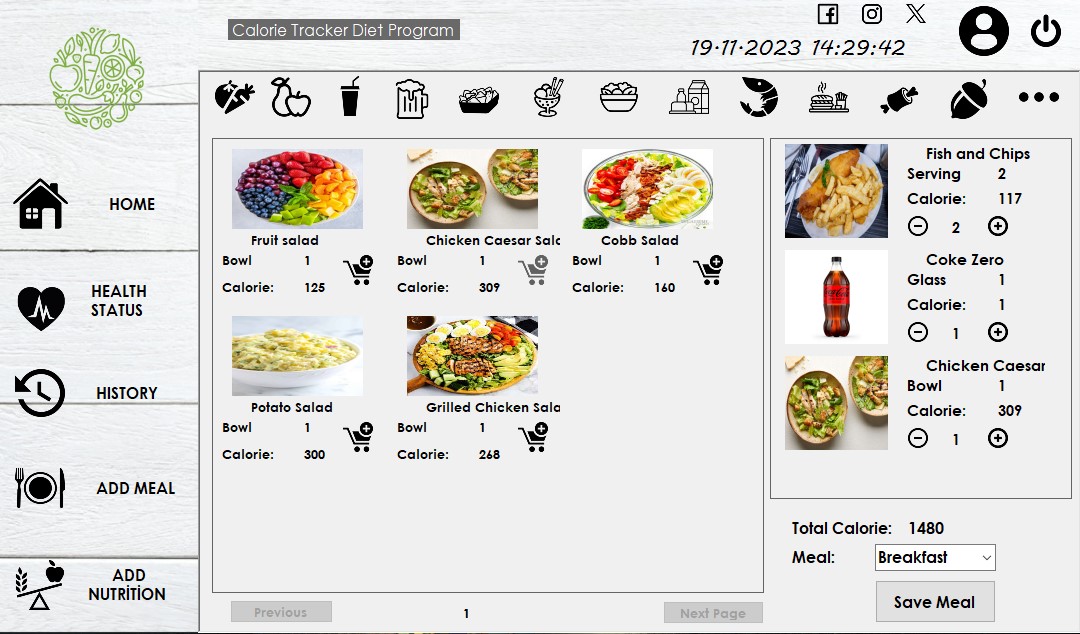 Calorie Tracker Diet Program
19.11.2023 14:29:42
HOME
HEALTH
STATUS
HISTORY
ADD MEAL
ADD
NUTRİTİON
Fruit salad
Bowl 1
Calorie: 125
Chicken Caesar Sala
Bowl 1
Calorie: 309
Cobb Salad
Bowl 1
Calorie: 160
Potato Salad
Bowl 1
Calorie: 300
Grilled Chicken Sala
Bowl 1
Calorie: 268
Previous
1
Next Page
Fish and Chips
Serving 2
Calorie: 117
2
Coke Zero
Glass 1
Calorie: 1
1
Chicken Caesar
Bowl 1
Calorie: 309
1
Total Calorie: 1480
Meal: Breakfast
Save Meal